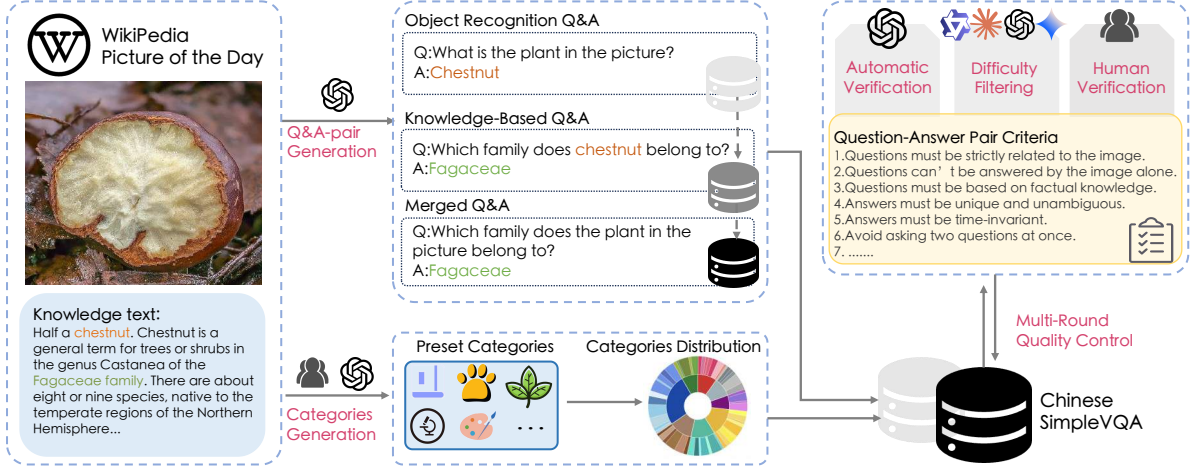 WikiPedia
Picture of the Day
Knowledge text:
Half a chestnut. Chestnut is a
general term for trees or shrubs in
the genus Castanea of the
Fagaceae family. There are about
eight or nine species, native to the
temperate regions of the Northern
Hemisphere...
Q&A-pair
Generation
Categories
Generation
Object Recognition Q&A
Q:What is the plant in the picture?
A:Chestnut
Knowledge-Based Q&A
Q:Which family does chestnut belong to?
A:Fagaceae
Merged Q&A
Q:Which family does the plant in the
picture belong to?
A:Fagaceae
Preset Categories
...
Categories Distribution
Automatic
Verification
Difficulty
Filtering
Human
Verification
Question-Answer Pair Criteria
1.Questions must be strictly related to the image.
2.Questions can’t be answered by the image alone.
3.Questions must be based on factual knowledge.
4.Answers must be unique and unambiguous.
5.Answers must be time-invariant.
6.Avoid asking two questions at once.
7. .......
Multi-Round
Quality Control
Chinese
SimpleVQA